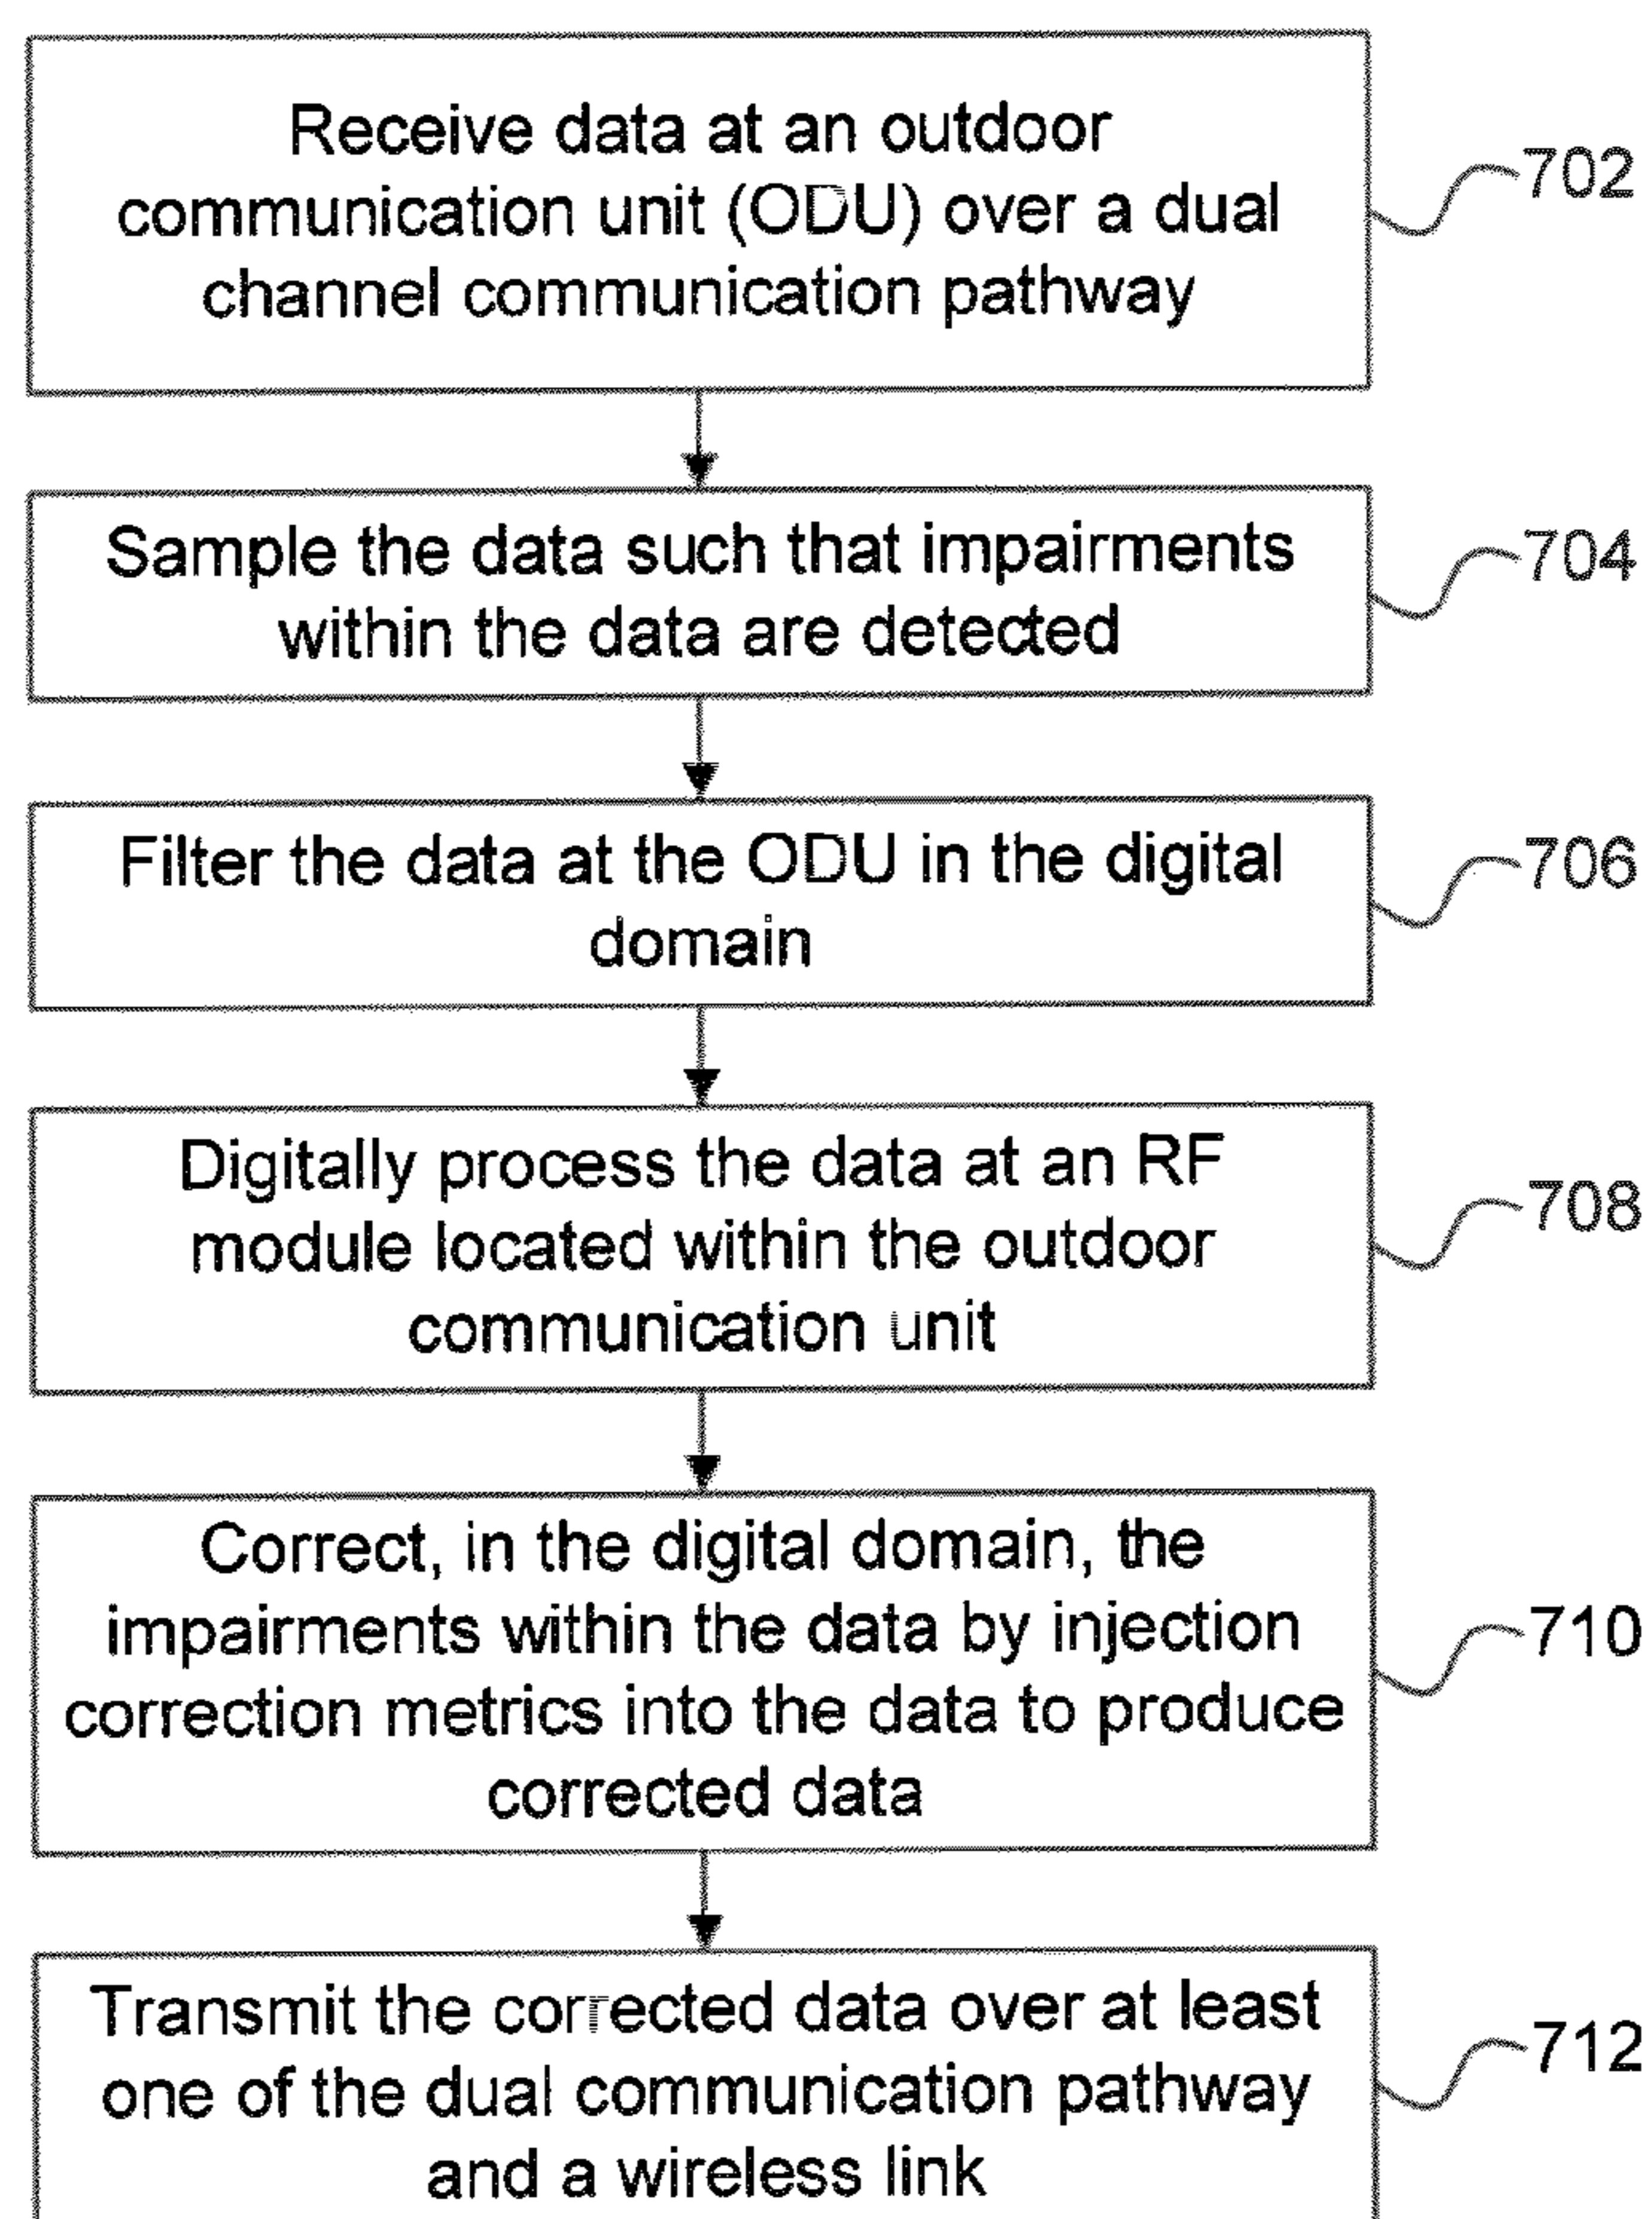 Receive data at an outdoor
communication unit (ODU) over a dual
channel communication pathway
702
Sample the data such that impairments
within the data are detected
704
Filter the data at the ODU in the digital
domain
706
Digitally process the data at an RF
module located within the outdoor
communication unit
708
Correct, in the digital domain, the
impairments within the data by injection
correction metrics into the data to produce
corrected data
710
Transmit the corrected data over at least
one of the dual communication pathway
and a wireless link
712